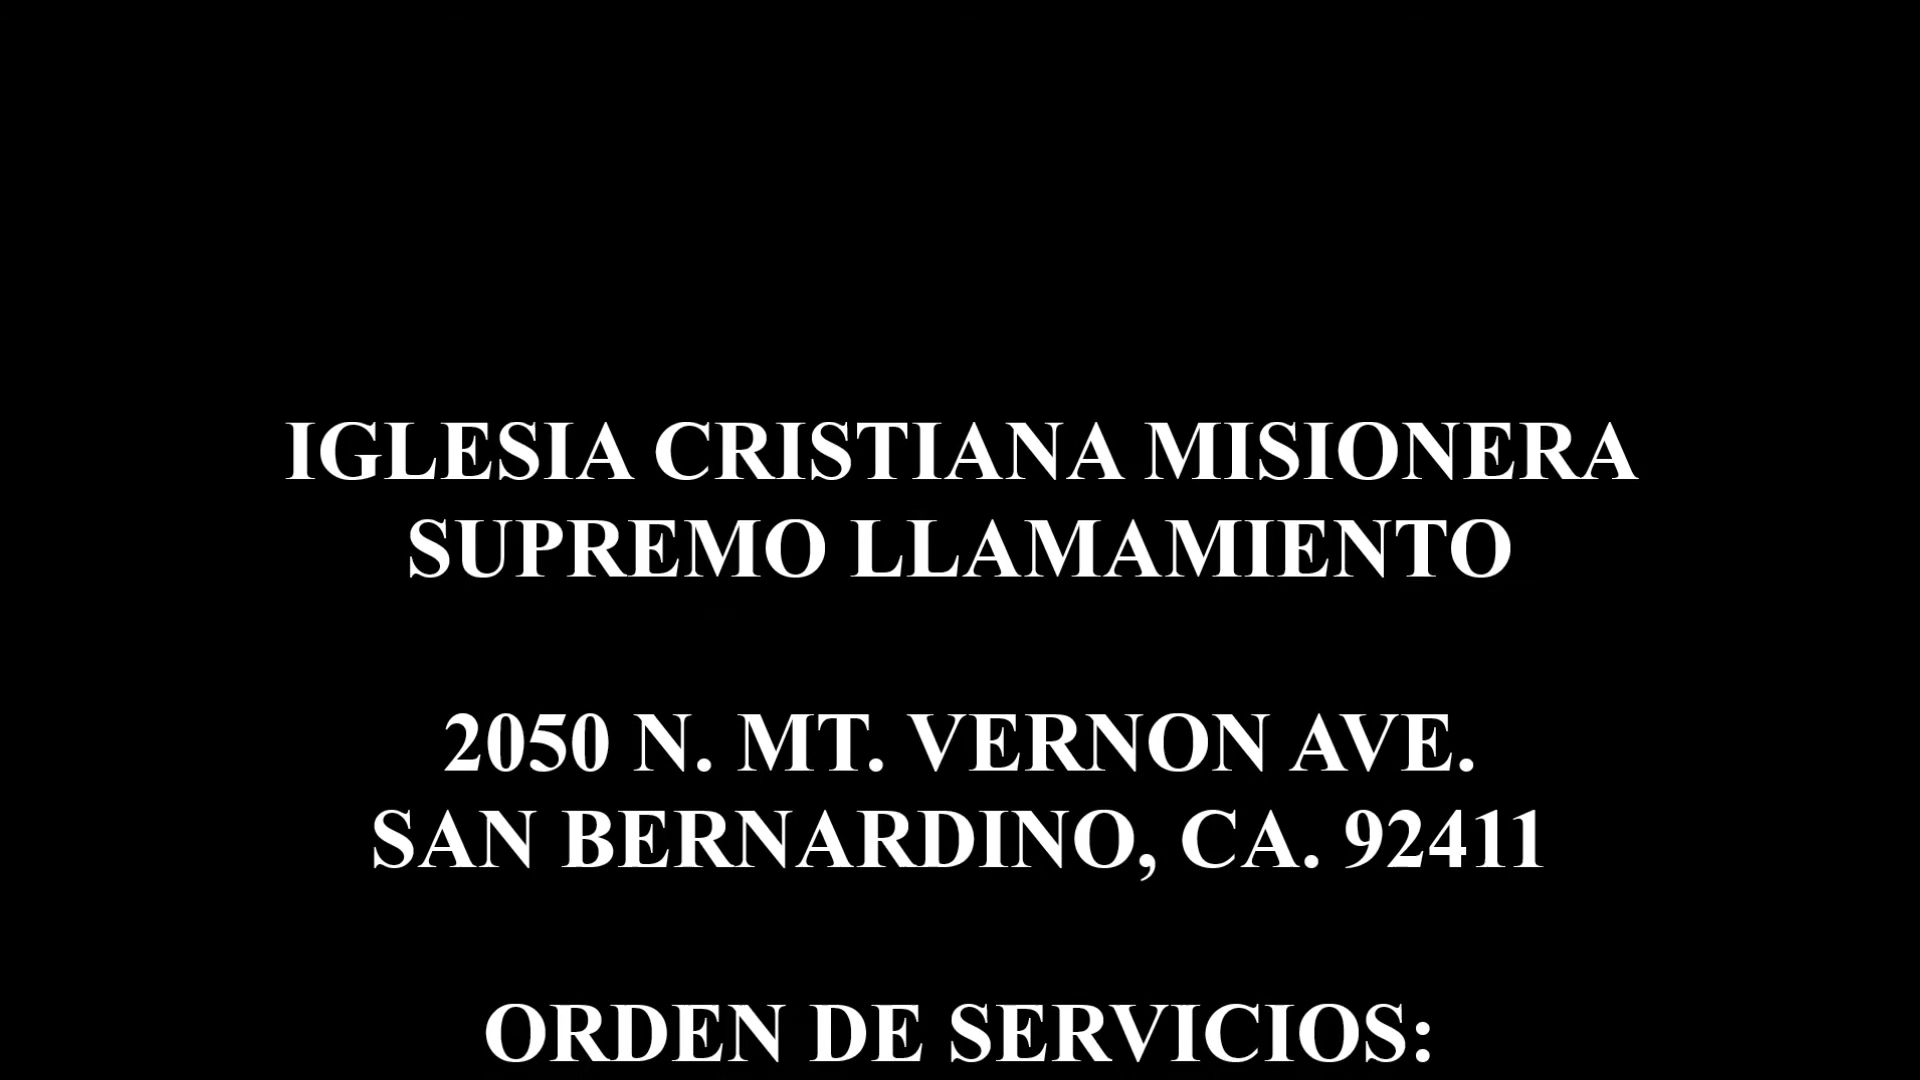 IGLESIA CRISTIANA MISIONERA
SUPREMO LLAMAMIENTO
2050 N. MT. VERNON AVE.
SAN BERNARDINO, CA. 92411
ORDEN DE SERVICIOS: